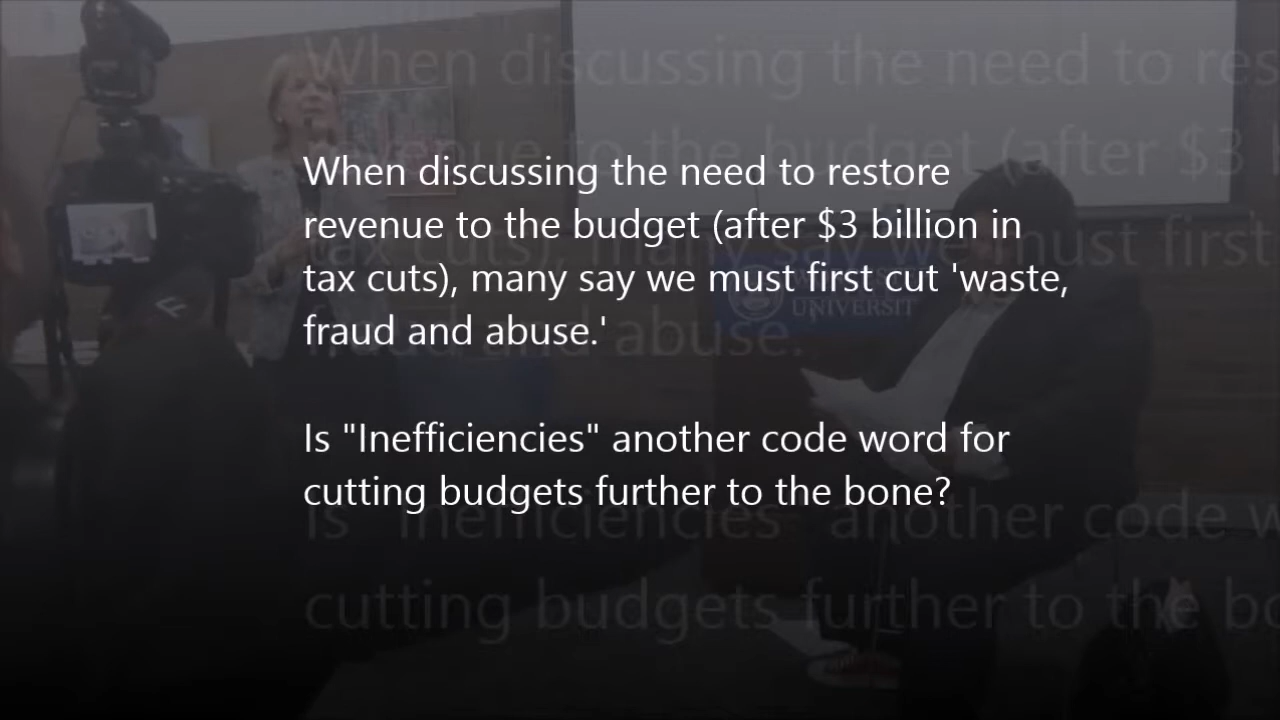 When discussing the need to restore
revenue to the budget (after $3 billion in
tax cuts), many say we must first cut 'waste,
fraud and abuse.'
Is "Inefficiencies" another code word for
cutting budgets further to the bone?
UNIVERSIT